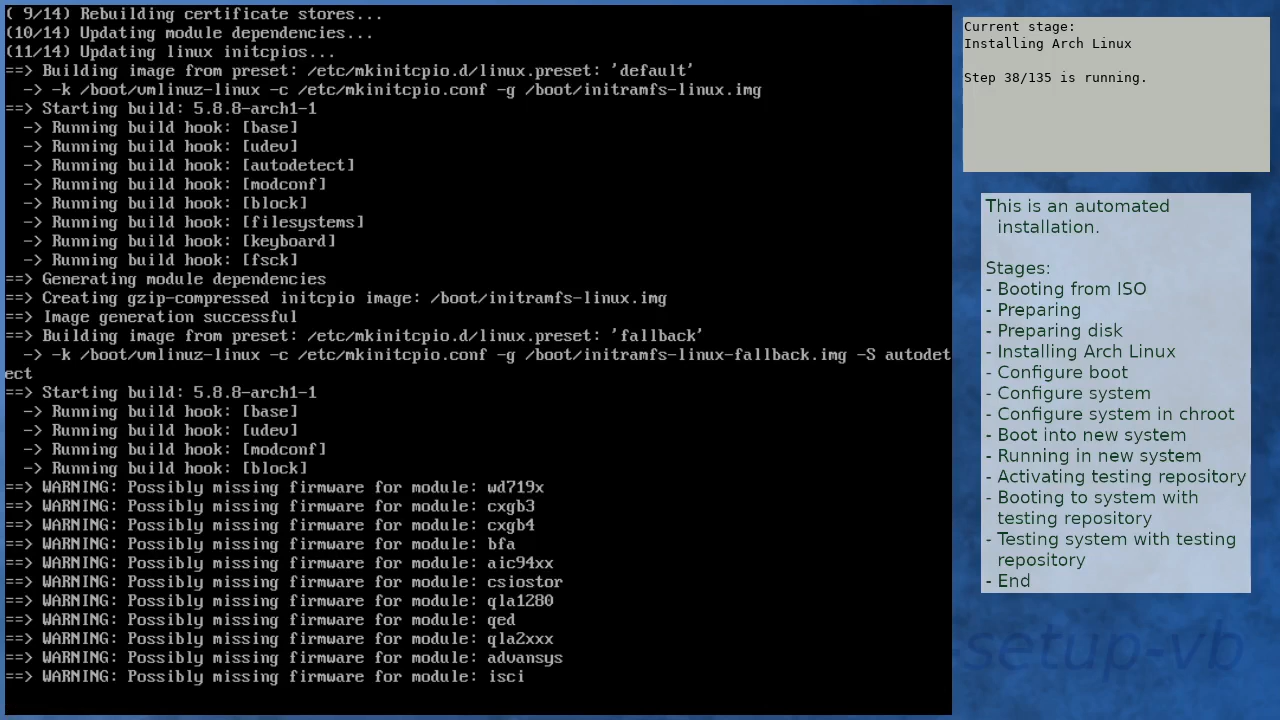 ( 9/14) Rebuilding certificate stores...
(10/14) Updating module dependencies...
(11/14) Updating linux initcpios...
==> Building image from preset: /etc/mkinitcpio.d/linux.preset: 'default'
  -> -k /boot/vmlinuz-linux -c /etc/mkinitcpio.conf -g /boot/initramfs-linux.img
==> Starting build: 5.8.8-arch1-1
  -> Running build hook: [base]
  -> Running build hook: [udev]
  -> Running build hook: [autodetect]
  -> Running build hook: [modconf]
  -> Running build hook: [block]
  -> Running build hook: [filesystems]
  -> Running build hook: [keyboard]
  -> Running build hook: [fsck]
==> Generating module dependencies
==> Creating gzip-compressed initcpio image: /boot/initramfs-linux.img
==> Image generation successful
==> Building image from preset: /etc/mkinitcpio.d/linux.preset: 'fallback'
  -> -k /boot/vmlinuz-linux -c /etc/mkinitcpio.conf -g /boot/initramfs-linux-fallback.img -S autodet
ect
==> Starting build: 5.8.8-arch1-1
  -> Running build hook: [base]
  -> Running build hook: [udev]
  -> Running build hook: [modconf]
  -> Running build hook: [block]
==> WARNING: Possibly missing firmware for module: wd719x
==> WARNING: Possibly missing firmware for module: cxgb3
==> WARNING: Possibly missing firmware for module: cxgb4
==> WARNING: Possibly missing firmware for module: bfa
==> WARNING: Possibly missing firmware for module: aic94xx
==> WARNING: Possibly missing firmware for module: csiostor
==> WARNING: Possibly missing firmware for module: qla1280
==> WARNING: Possibly missing firmware for module: qed
==> WARNING: Possibly missing firmware for module: qla2xxx
==> WARNING: Possibly missing firmware for module: advansys
==> WARNING: Possibly missing firmware for module: isci
Current stage:
Installing Arch Linux
Step 38/135 is running.
This is an automated
installation.
Stages:
- Booting from ISO
- Preparing
- Preparing disk
- Installing Arch Linux
- Configure boot
- Configure system
- Configure system in chroot
- Boot into new system
- Running in new system
- Activating testing repository
- Booting to system with
testing repository
- Testing system with testing
repository
- End
-setup-vb